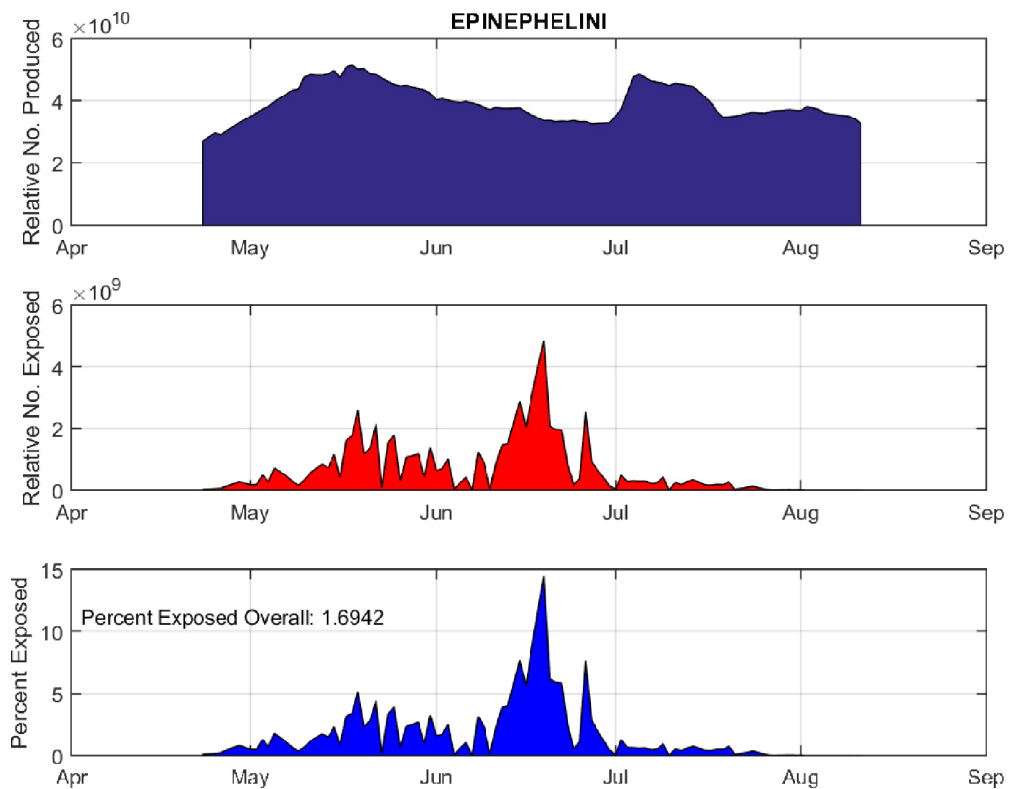 EPINEPHELINI
×10^10
Relative No. Produced
6
4
2
0
Apr May Jun Jul Aug Sep
×10^9
Relative No. Exposed
6
4
2
0
Apr May Jun Jul Aug Sep
Percent Exposed
15
10
5
0
Percent Exposed Overall: 1.6942
Apr May Jun Jul Aug Sep